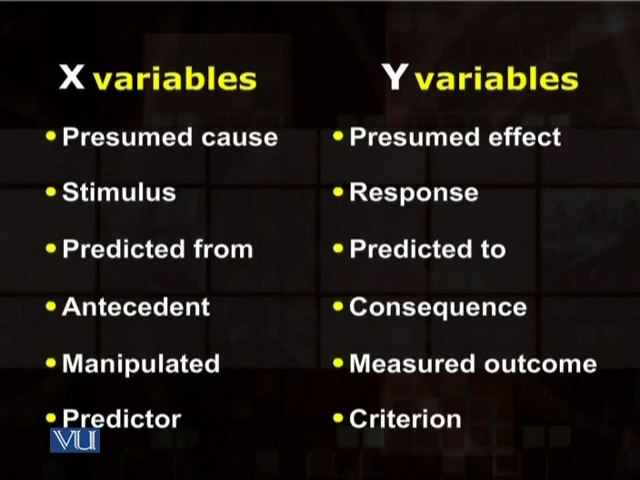 X variables
Y variables
Presumed cause
Presumed effect
Stimulus
Response
Predicted from
Predicted to
Antecedent
Consequence
Manipulated
Measured outcome
Predictor
Criterion
VU